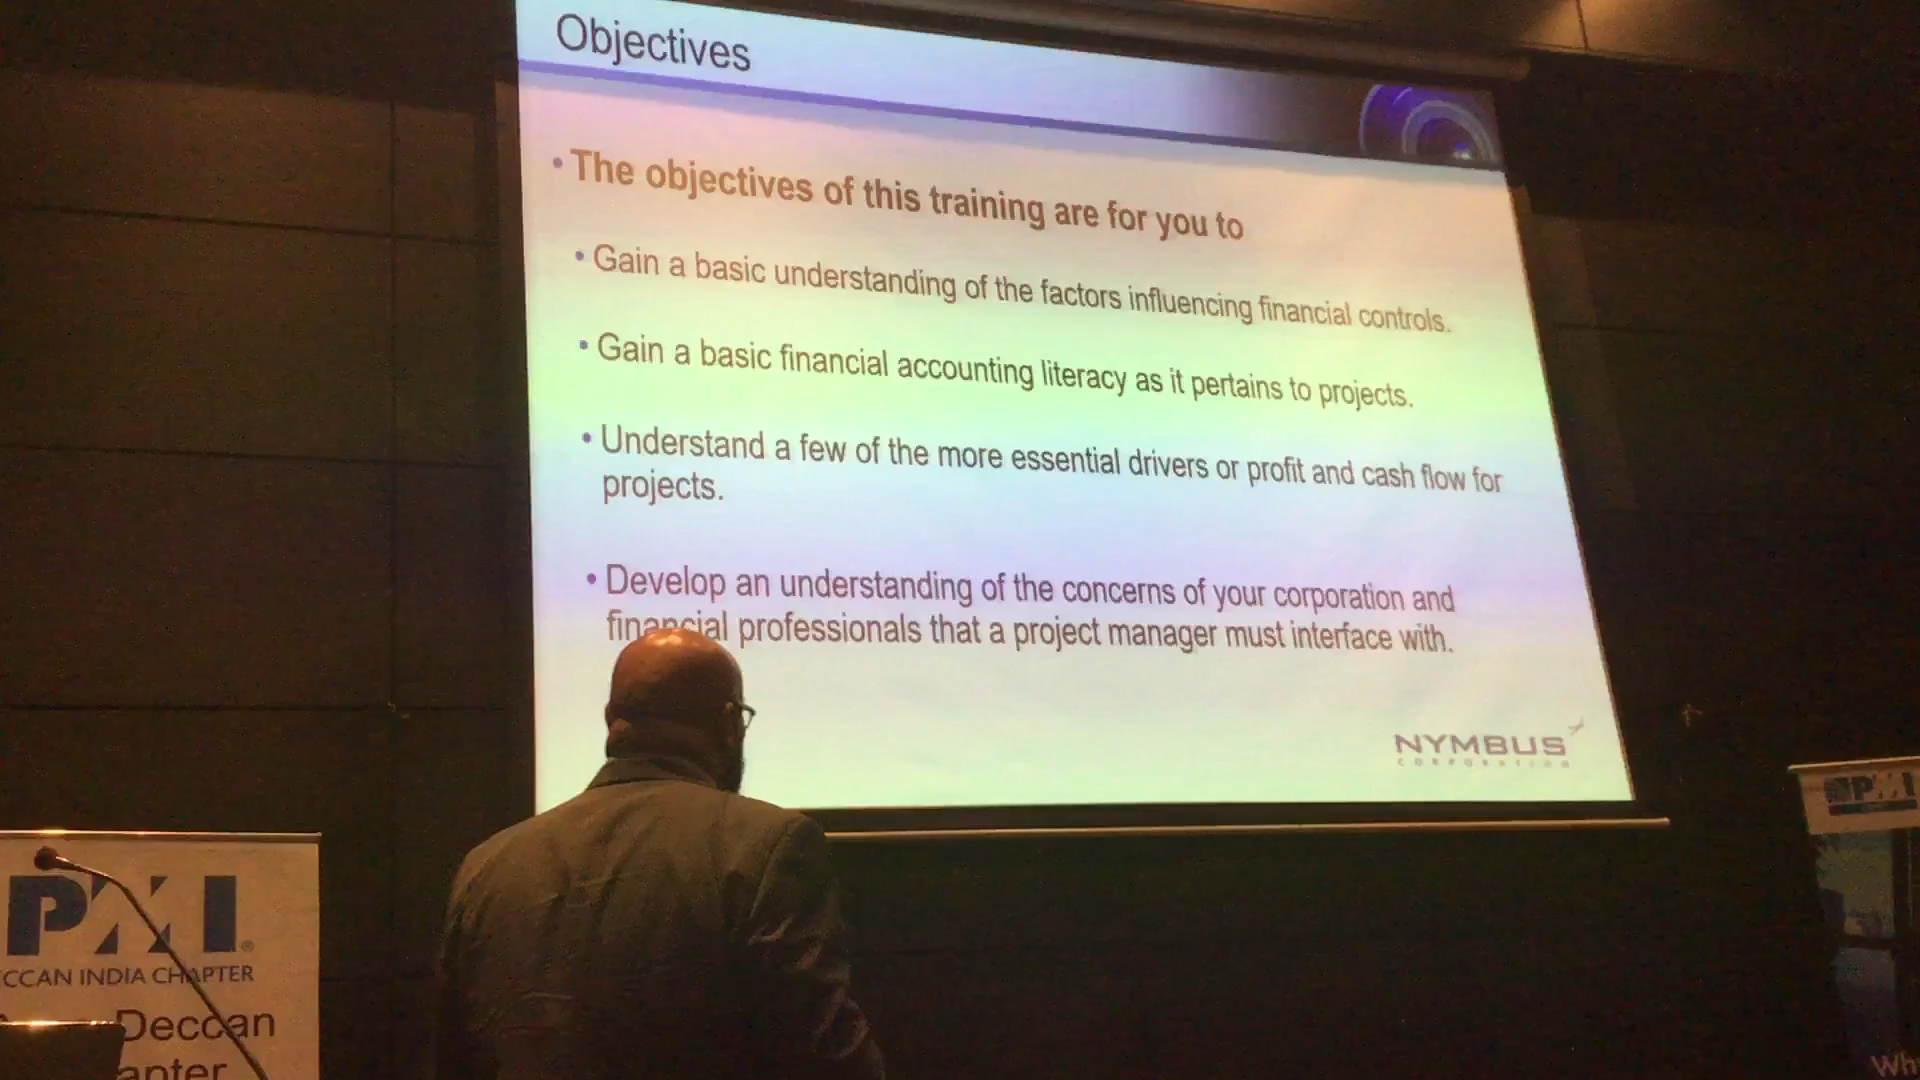 Objectives
• The objectives of this training are for you to
• Gain a basic understanding of the factors influencing financial controls.
• Gain a basic financial accounting literacy as it pertains to projects.
• Understand a few of the more essential drivers or profit and cash flow for
projects.
• Develop an understanding of the concerns of your corporation and
financial professionals that a project manager must interface with.
NYMBUS
CORPORATION
PMI
PMI®
CCAN INDIA CHAPTER
Deccan
apter
Wh